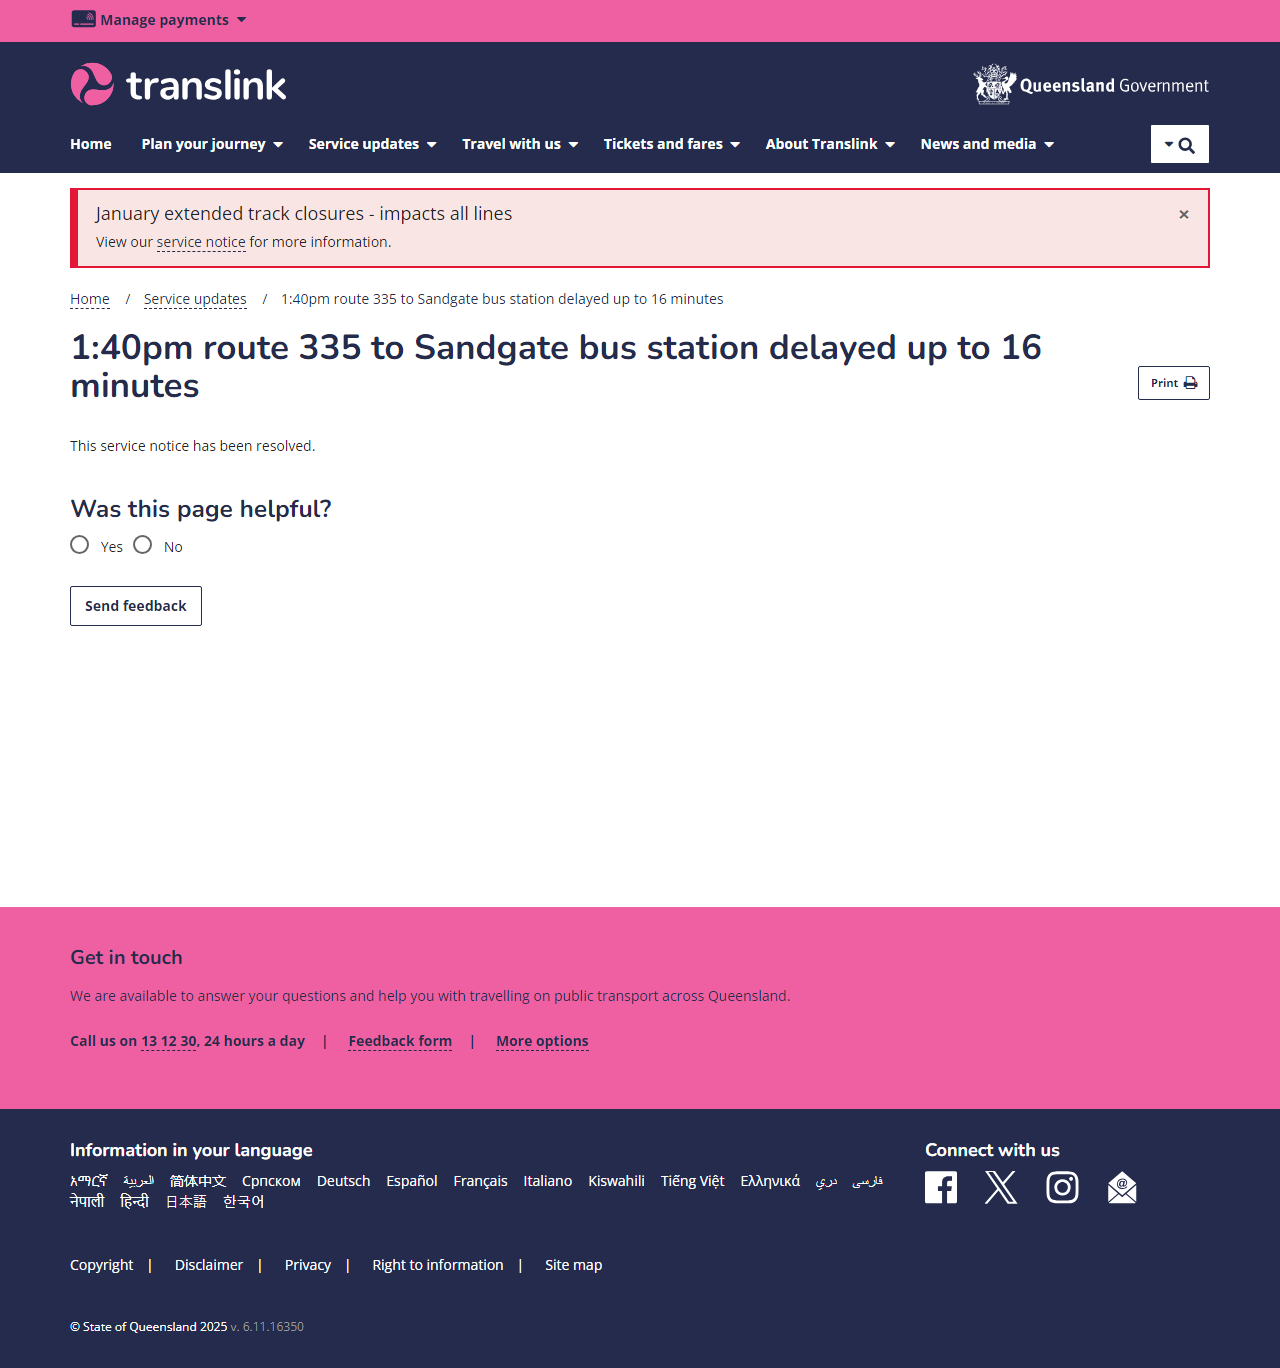 Manage payments
translink
Queensland Government
Home Plan your journey Service updates Travel with us Tickets and fares About Translink News and media
January extended track closures - impacts all lines ×
View our service notice for more information.
Home / Service updates / 1:40pm route 335 to Sandgate bus station delayed up to 16 minutes
1:40pm route 335 to Sandgate bus station delayed up to 16
minutes
Print
This service notice has been resolved.
Was this page helpful?
Yes No
Send feedback
Get in touch
We are available to answer your questions and help you with travelling on public transport across Queensland.
Call us on 13 12 30, 24 hours a day | Feedback form | More options
Information in your language
አማርኛ العربية 简体中文 Српском Deutsch Español Français Italiano Kiswahili Tiếng Việt Ελληνικά دري فارسی
नेपाली हिन्दी 日本語 한국어
Connect with us
Copyright | Disclaimer | Privacy | Right to information | Site map
© State of Queensland 2025 v. 6.11.16350